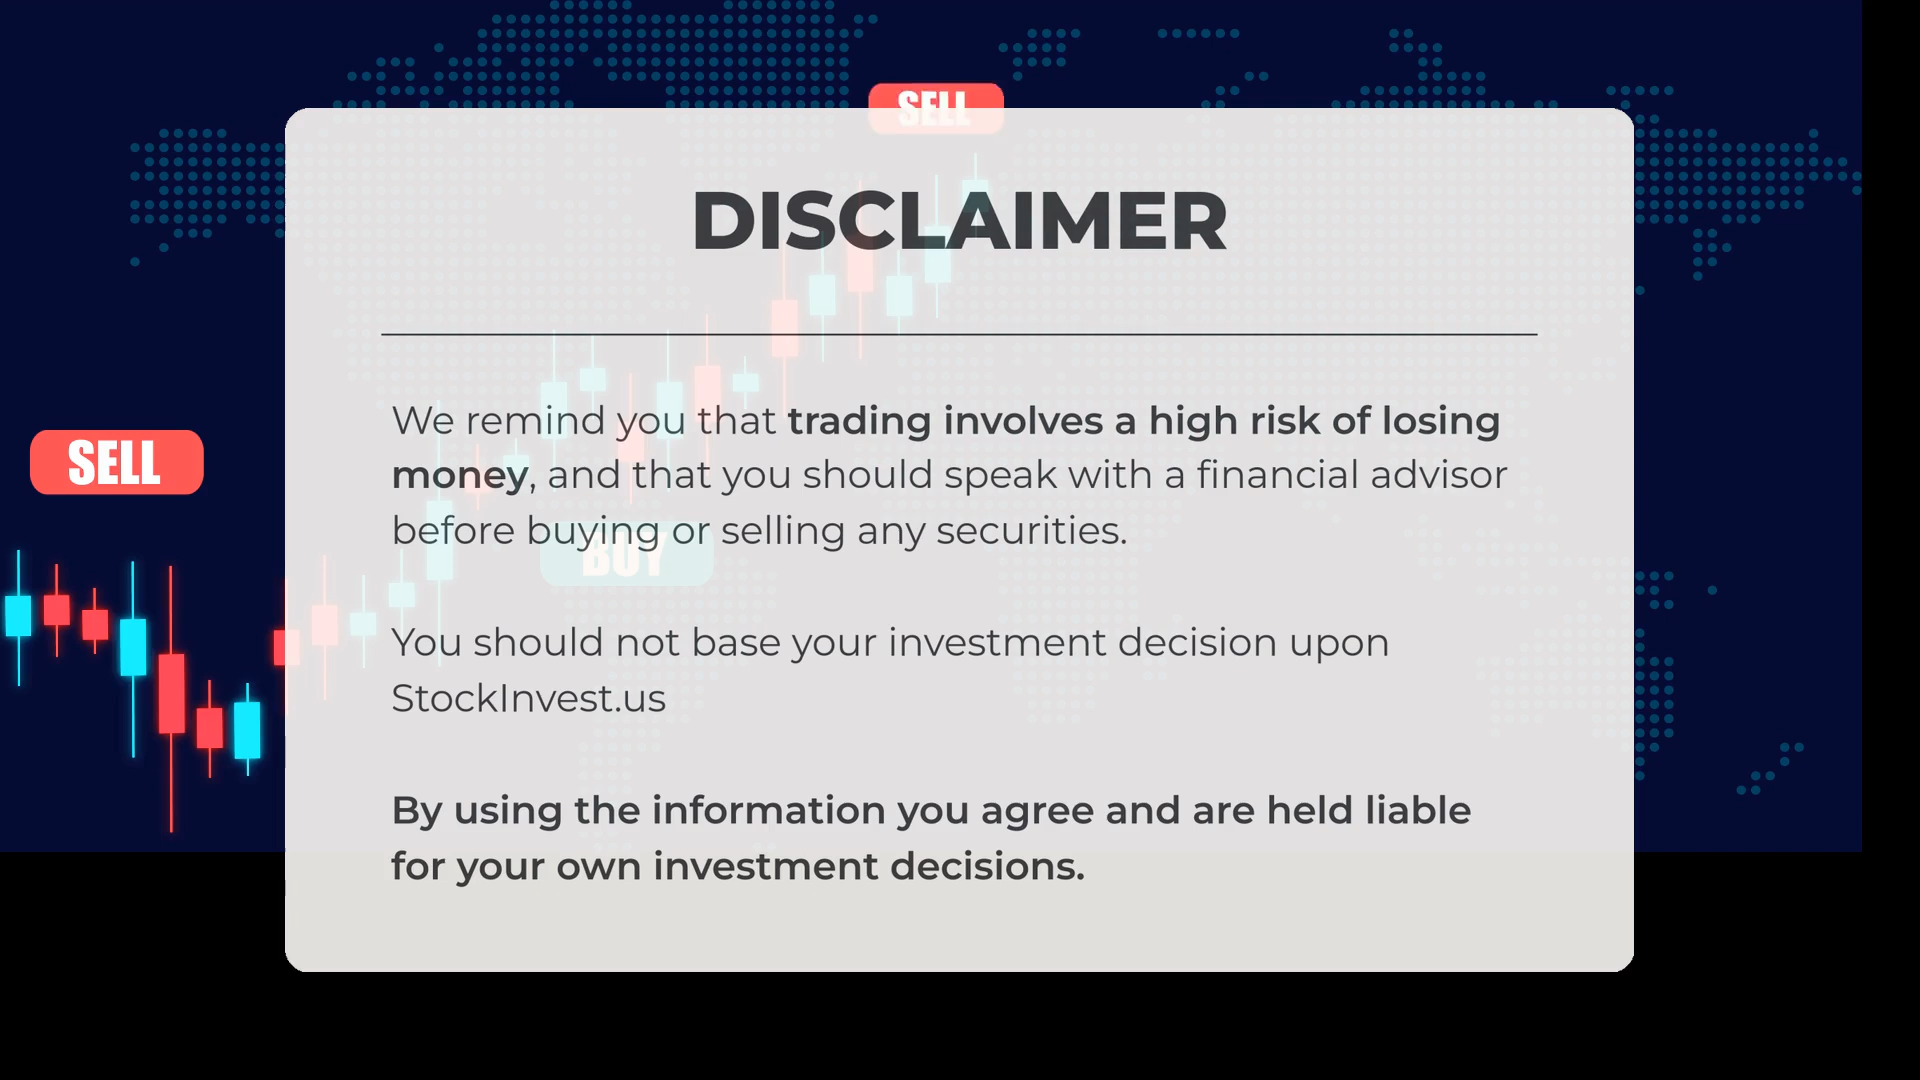 SELL
DISCLAIMER
We remind you that trading involves a high risk of losing
money, and that you should speak with a financial advisor
before buying or selling any securities.
SELL
BUY
You should not base your investment decision upon
StockInvest.us
By using the information you agree and are held liable
for your own investment decisions.